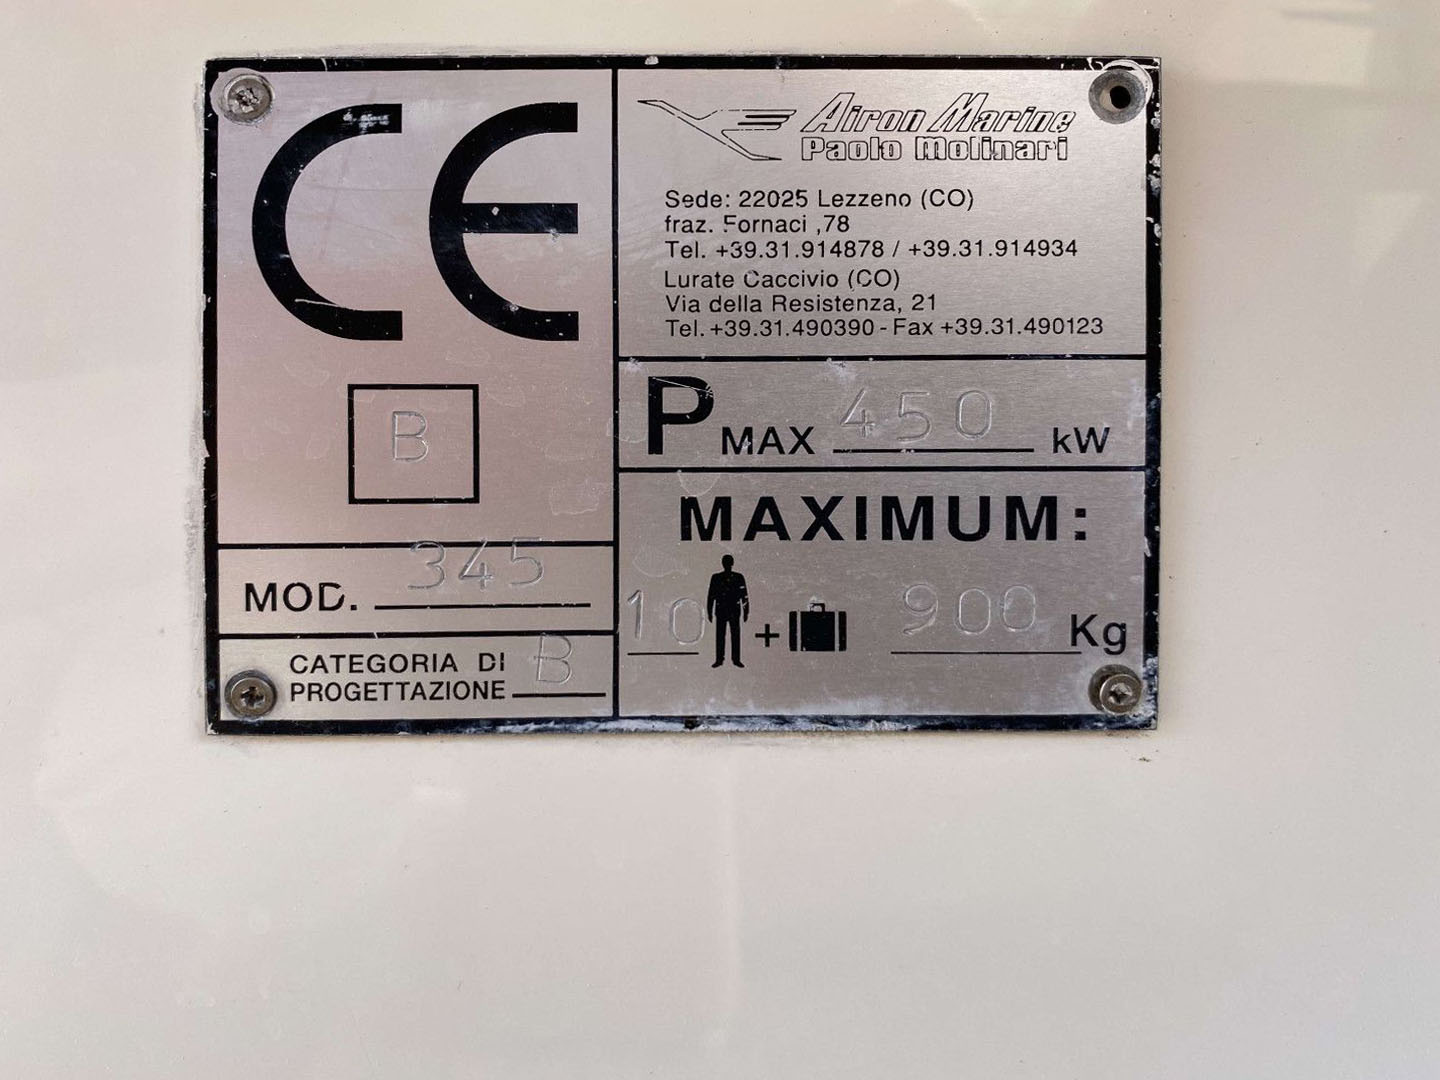 CE
B
MOD. 345
CATEGORIA DI
PROGETTAZIONE B
Airon Marine
Paolo Molinari
Sede: 22025 Lezzeno (CO)
fraz. Fornaci ,78
Tel. +39.31.914878 / +39.31.914934
Lurate Caccivio (CO)
Via della Resistenza, 21
Tel. +39.31.490390 - Fax +39.31.490123
P MAX 450 kW
MAXIMUM:
10 + 900 Kg